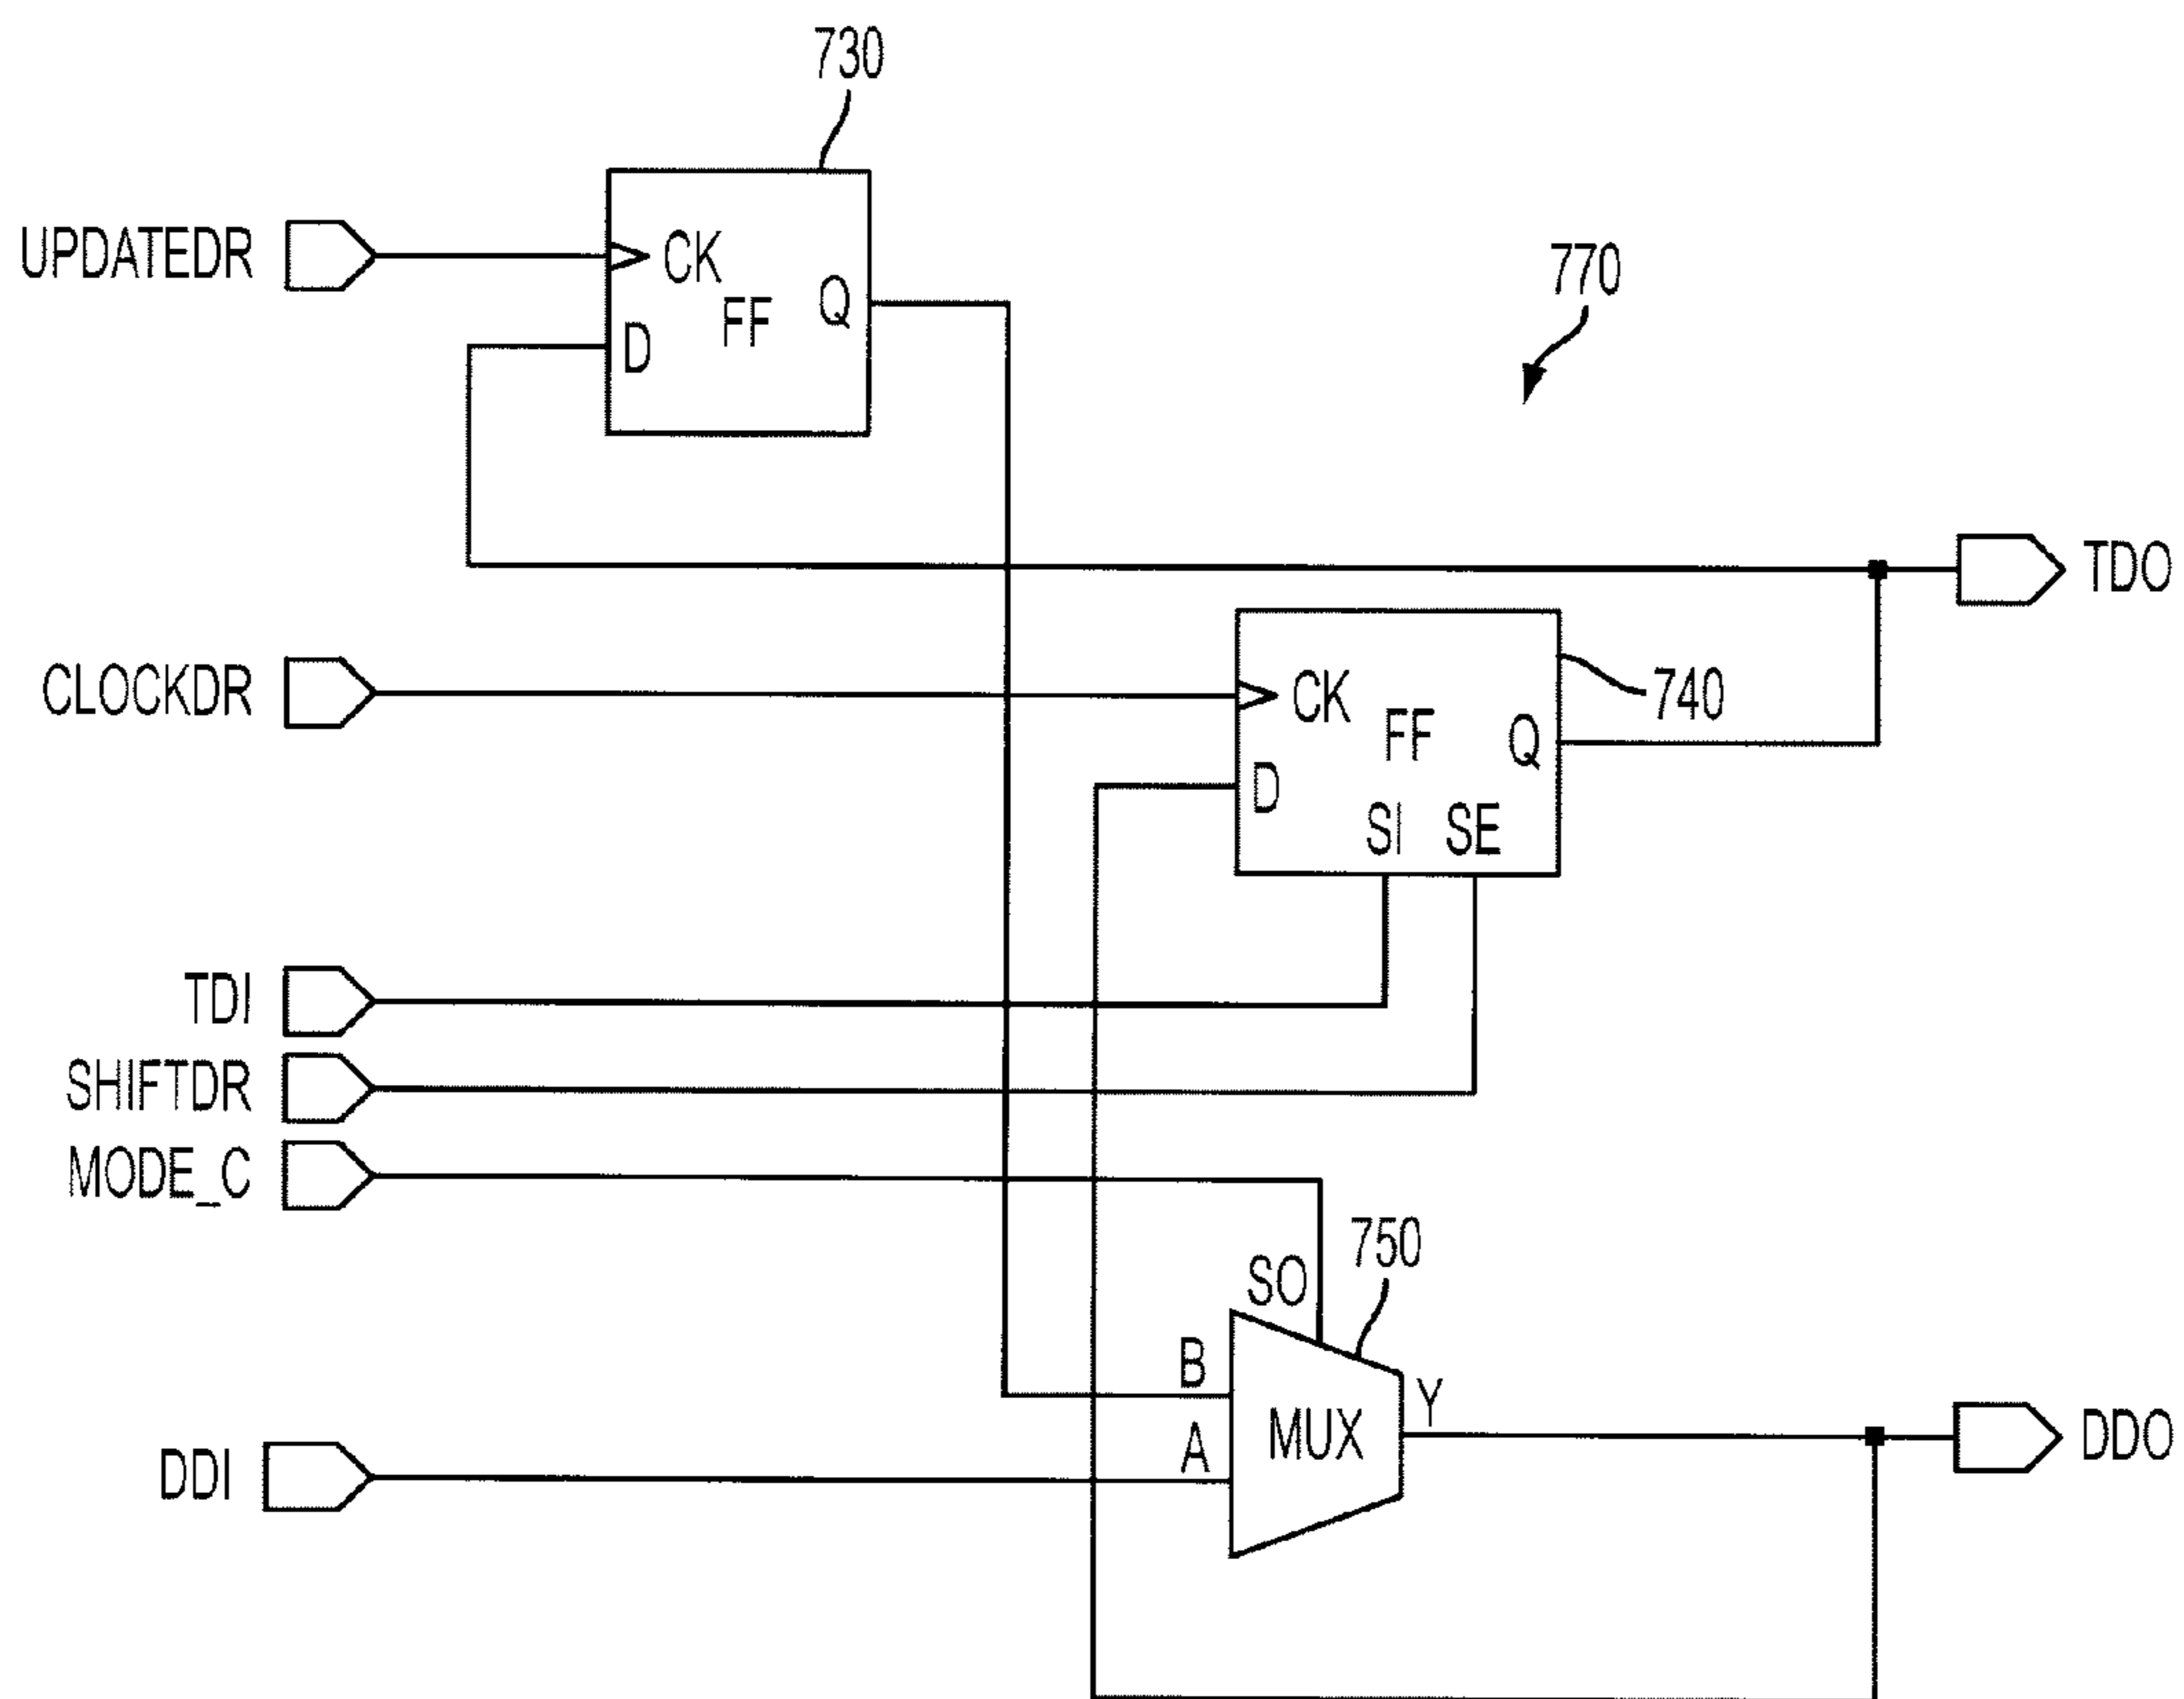 730
UPDATEDR
CK
FF
Q
D
770
TDO
CLOCKDR
CK
FF
Q
740
D
SI SE
TDI
SHIFTDR
MODE_C
SO
750
B
MUX
Y
A
DDI
DDO